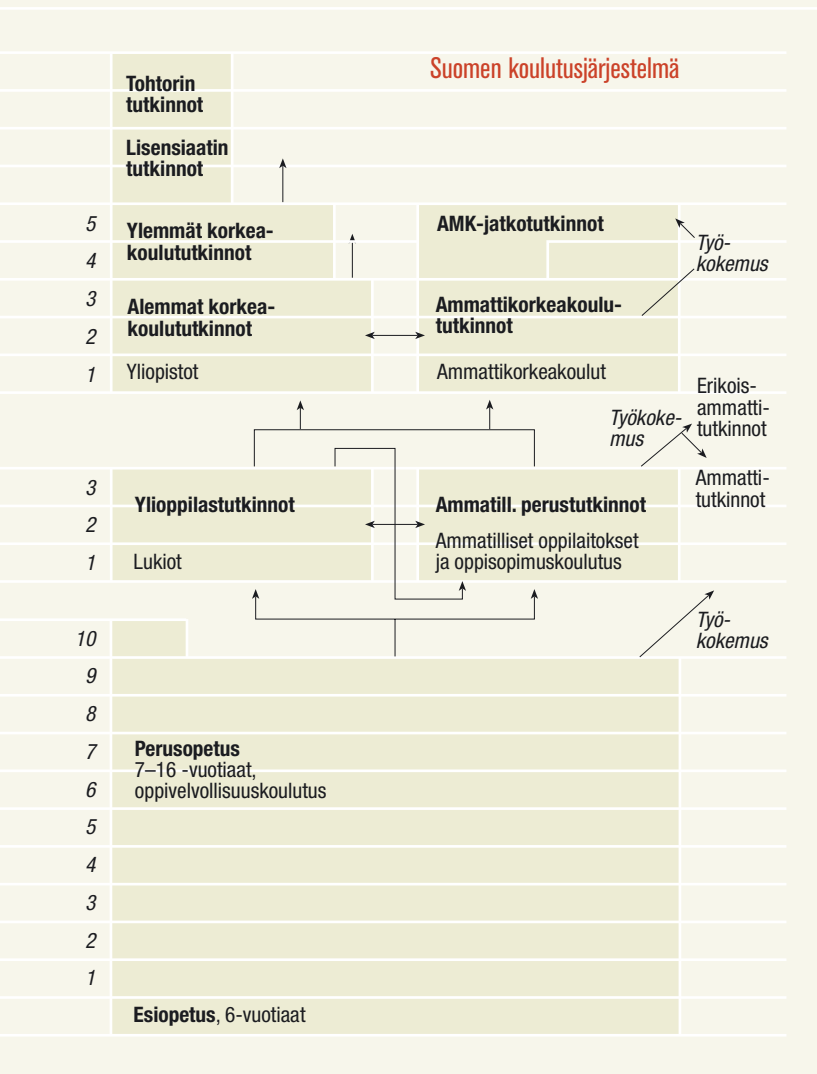 Suomen koulutusjärjestelmä
Tohtorin
tutkinnot
Lisensiaatin
tutkinnot
5
Ylemmät korkea-
koulututkinnot
4
AMK-jatkotutkinnot
Työ-
kokemus
3
Alemmat korkea-
koulututkinnot
2
Ammattikorkeakoulu-
tutkinnot
1
Yliopistot
Ammattikorkeakoulut
Työkoke-
mus
Erikois-
ammatti-
tutkinnot
Ammatti-
tutkinnot
3
Ylioppilastutkinnot
2
Ammatill. perustutkinnot
Ammatilliset oppilaitokset
ja oppisopimuskoulutus
1
Lukiot
Työ-
kokemus
10
9
8
7
Perusopetus
7–16 -vuotiaat,
6
oppivelvollisuuskoulutus
5
4
3
2
1
Esiopetus, 6-vuotiaat